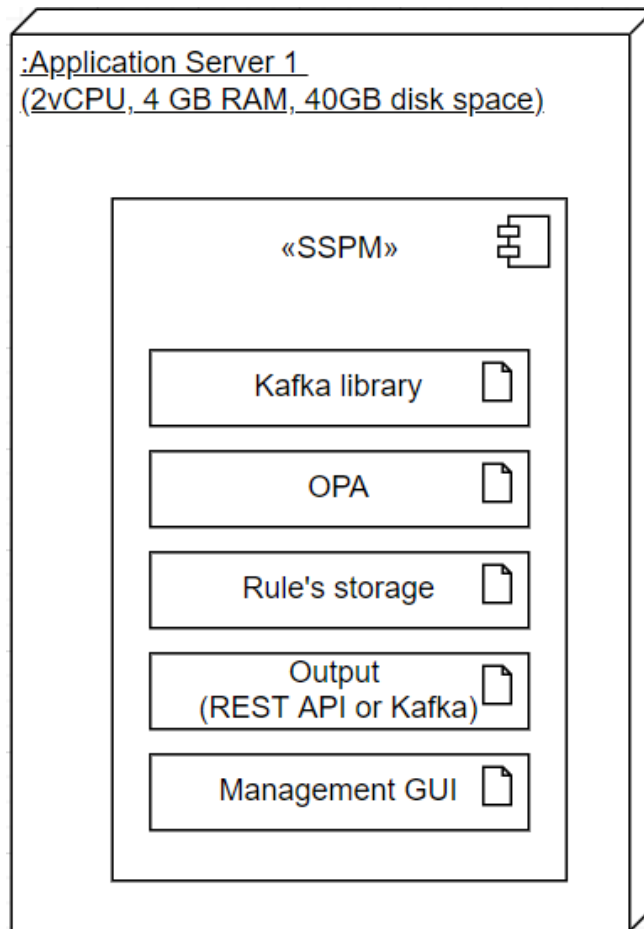 :Application Server 1
(2vCPU, 4 GB RAM, 40GB disk space)
«SSPM»
Kafka library
OPA
Rule's storage
Output
(REST API or Kafka)
Management GUI